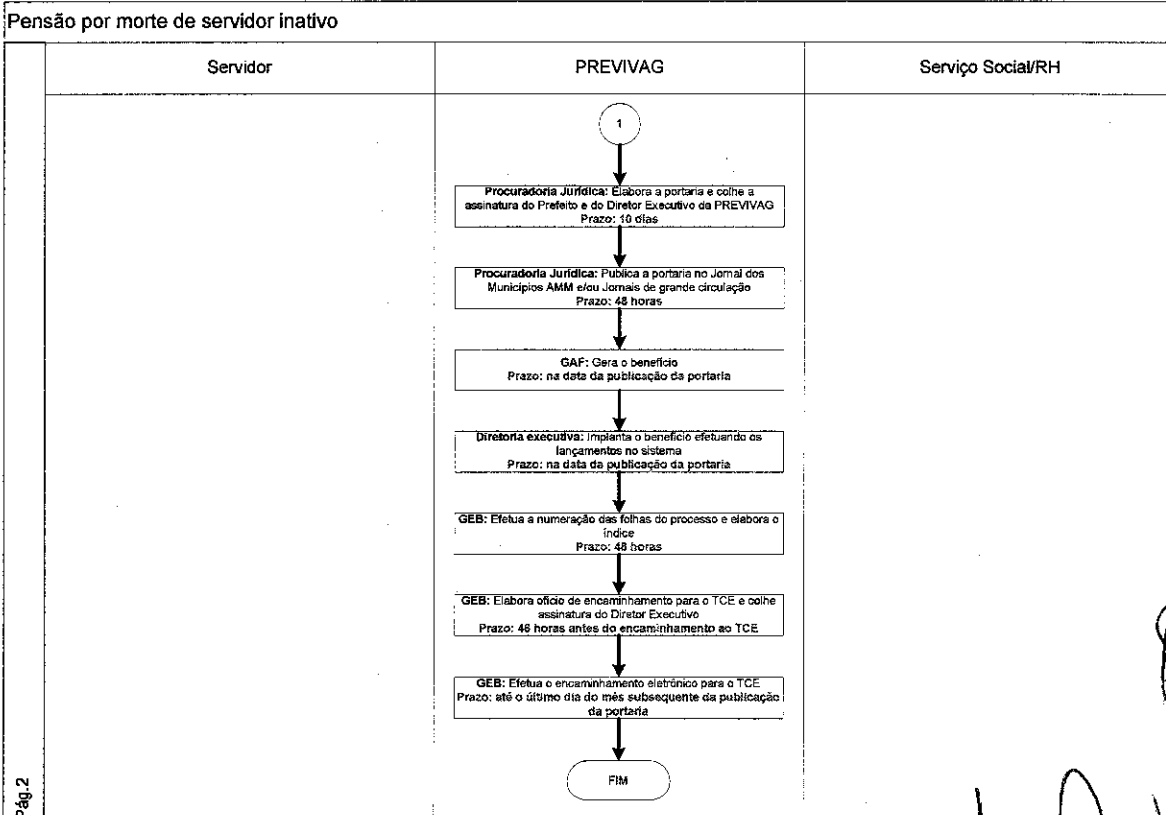 Pensão por morte de servidor inativo
Servidor
PREVIVAG
Serviço Social/RH
1
Procuradoria Jurídica: Elabora a portaria e colhe a
assinatura do Prefeito e do Diretor Executivo da PREVIVAG
Prazo: 10 dias
Procuradoria Jurídica: Publica a portaria no Jornal dos
Municípios AMM e/ou Jornais de grande circulação
Prazo: 48 horas
GAF: Gera o benefício
Prazo: na data da publicação da portaria
Diretoria executiva: Implanta o benefício efetuando os
lançamentos no sistema
Prazo: na data da publicação da portaria
GEB: Efetua a numeração das folhas do processo e elabora o
índice
Prazo: 48 horas
GEB: Elabora ofício de encaminhamento para o TCE e colhe
assinatura do Diretor Executivo
Prazo: 48 horas antes do encaminhamento ao TCE
GEB: Efetua o encaminhamento eletrônico para o TCE
Prazo: até o último dia do mês subsequente da publicação
da portaria
FIM
Pág.2